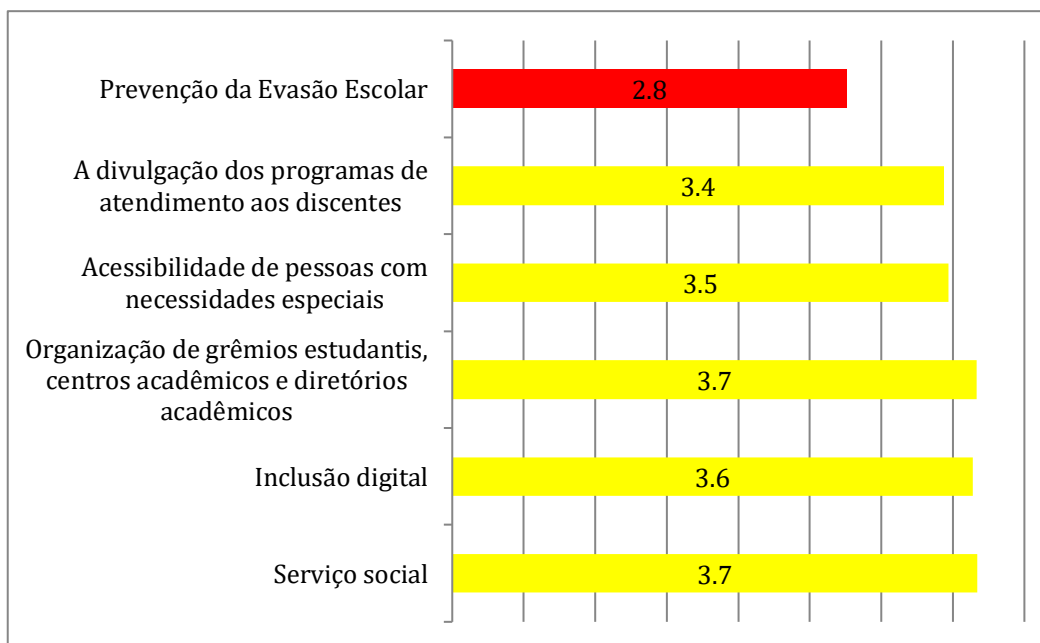 Prevenção da Evasão Escolar
2.8
A divulgação dos programas de
atendimento aos discentes
3.4
Acessibilidade de pessoas com
necessidades especiais
3.5
Organização de grêmios estudantis,
centros acadêmicos e diretórios
acadêmicos
3.7
Inclusão digital
3.6
Serviço social
3.7